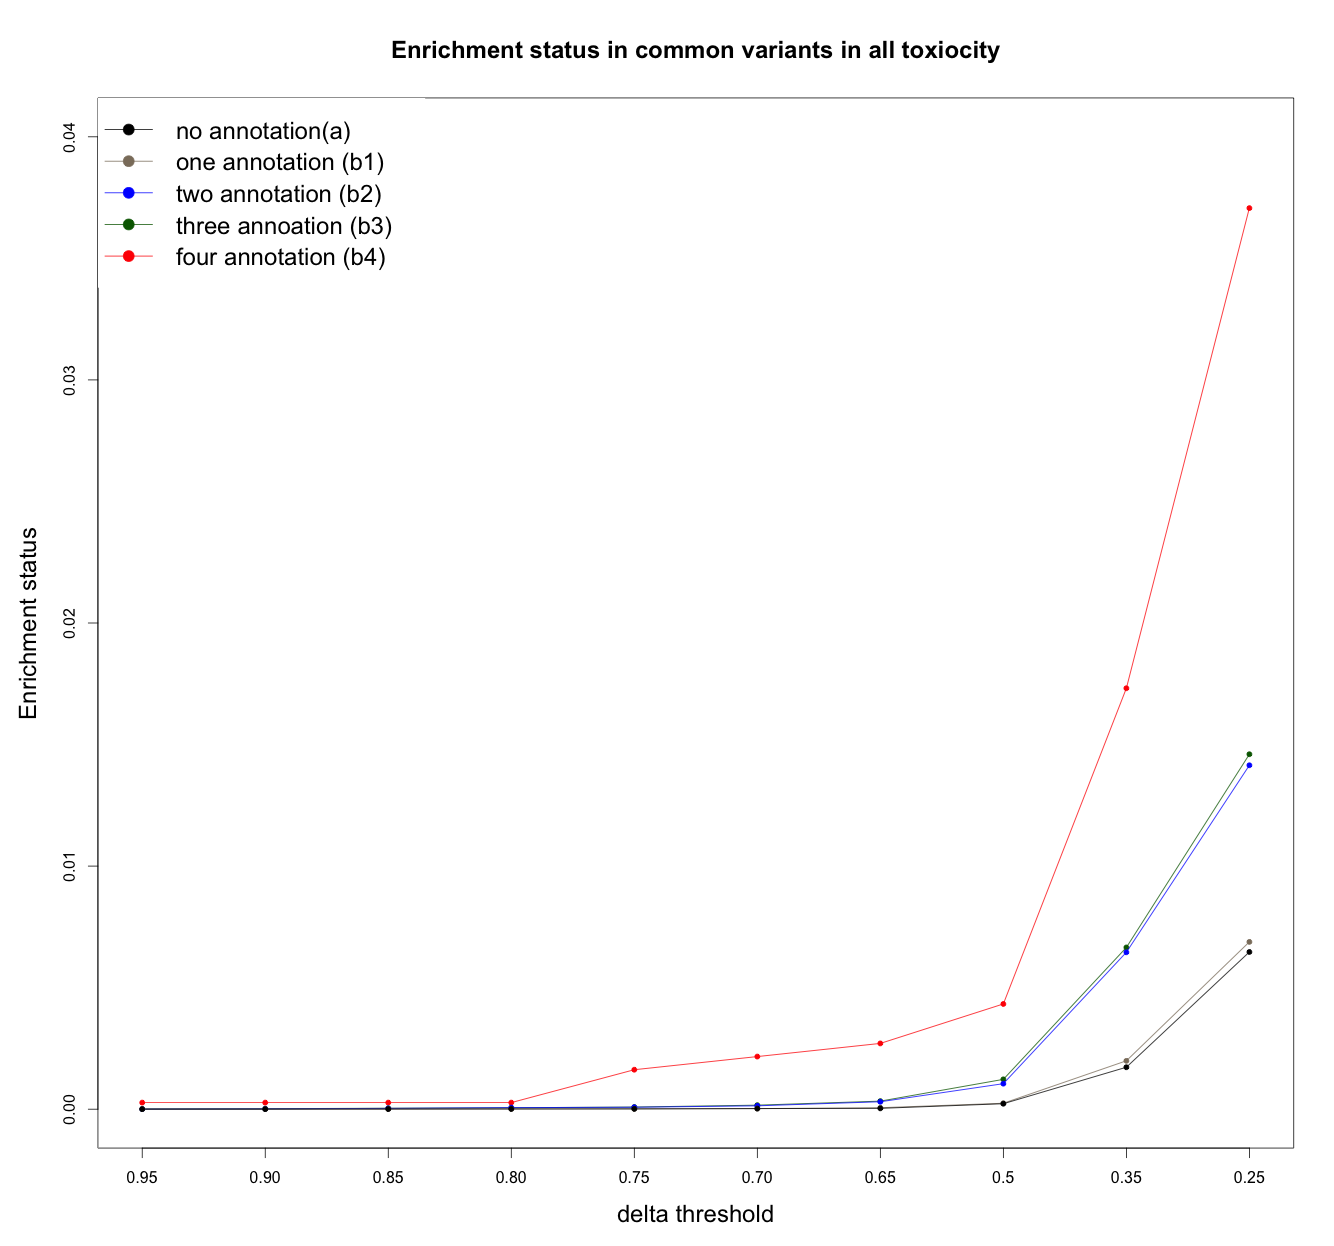 Enrichment status in common variants in all toxiocity
no annotation(a)
one annotation (b1)
two annotation (b2)
three annoation (b3)
four annotation (b4)
Enrichment status
0.04
0.03
0.02
0.01
0.00
0.95 0.90 0.85 0.80 0.75 0.70 0.65 0.5 0.35 0.25
delta threshold